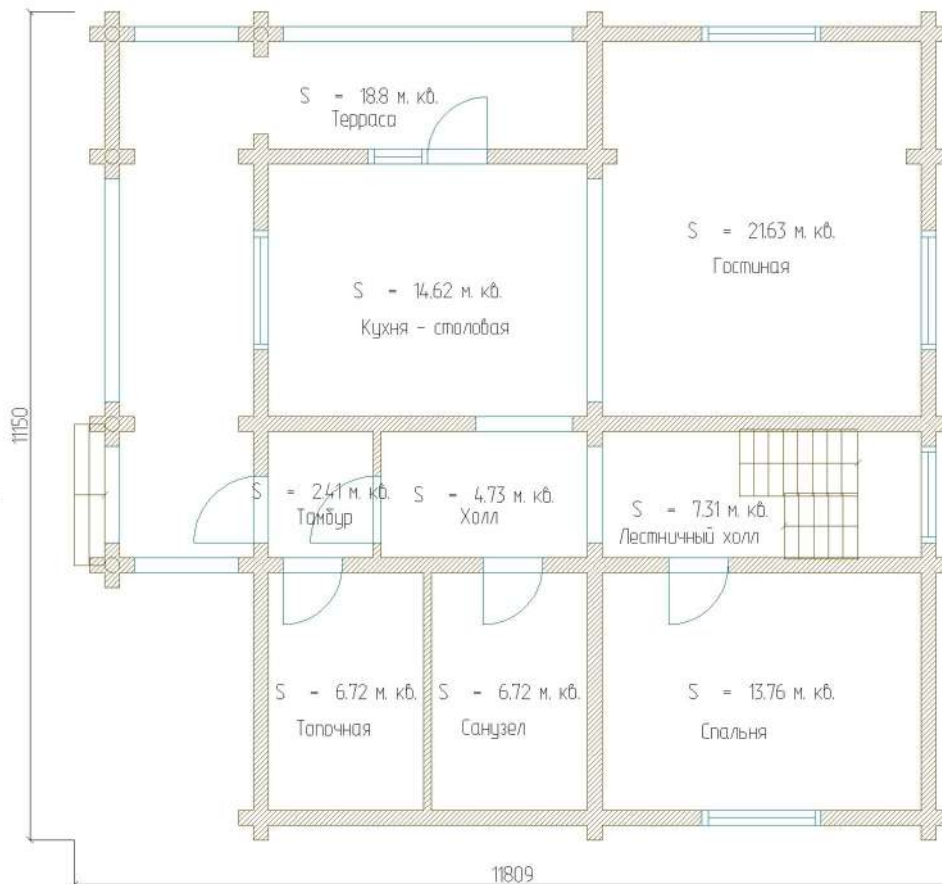 S = 18.8 м. кв.
Терраса
S = 21.63 м. кв.
Гостиная
S = 14.62 м. кв.
Кухня - столовая
11150
S = 2.41 м. кв.
Тамбур
S = 4.73 м. кв.
Холл
S = 7.31 м. кв.
Лестничный холл
S = 6.72 м. кв.
Топочная
S = 6.72 м. кв.
Санузел
S = 13.76 м. кв.
Спальня
11809